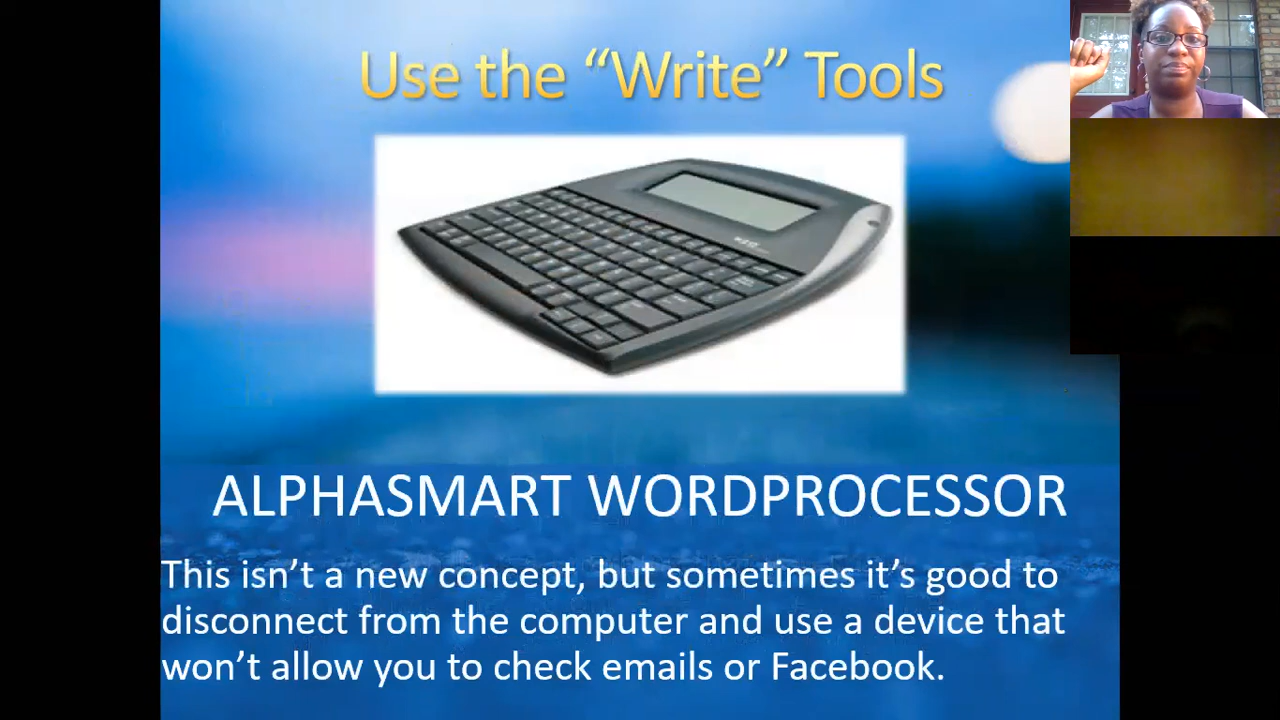 Use the “Write” Tools
ALPHASMART WORDPROCESSOR
This isn’t a new concept, but sometimes it’s good to
disconnect from the computer and use a device that
won’t allow you to check emails or Facebook.